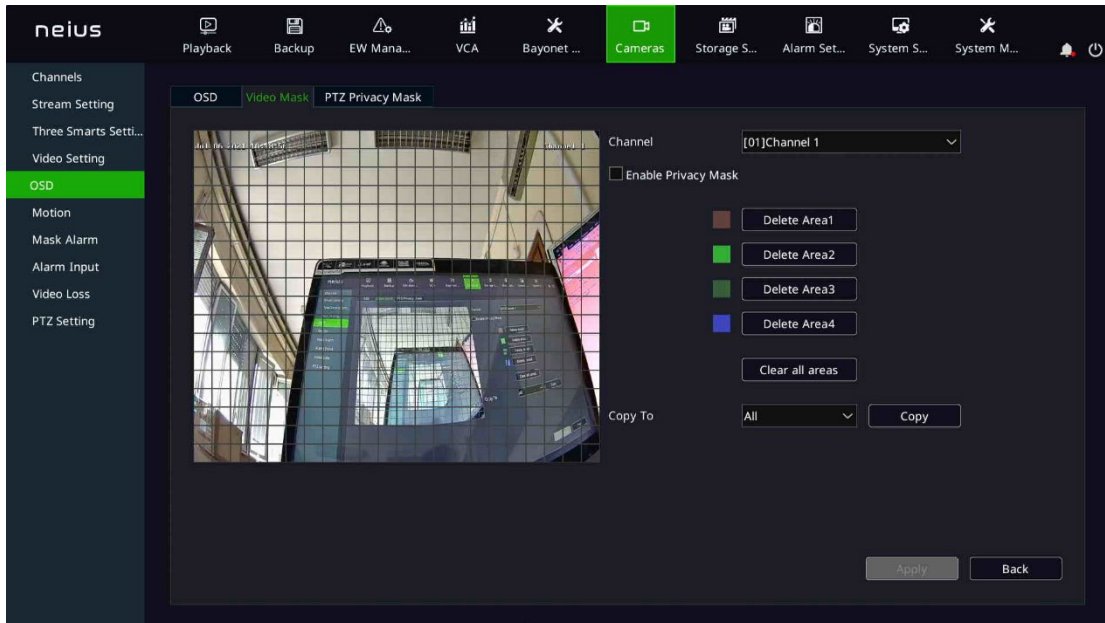 neius
Playback
Backup
EW Mana...
VCA
Bayonet ...
Cameras
Storage S...
Alarm Set...
System S...
System M...
Channels
Stream Setting
Three Smarts Setti...
Video Setting
OSD
Motion
Mask Alarm
Alarm Input
Video Loss
PTZ Setting
OSD
Video Mask
PTZ Privacy Mask
Channel
[01]Channel 1
Enable Privacy Mask
Delete Area1
Delete Area2
Delete Area3
Delete Area4
Clear all areas
Copy To
All
Copy
Apply
Back